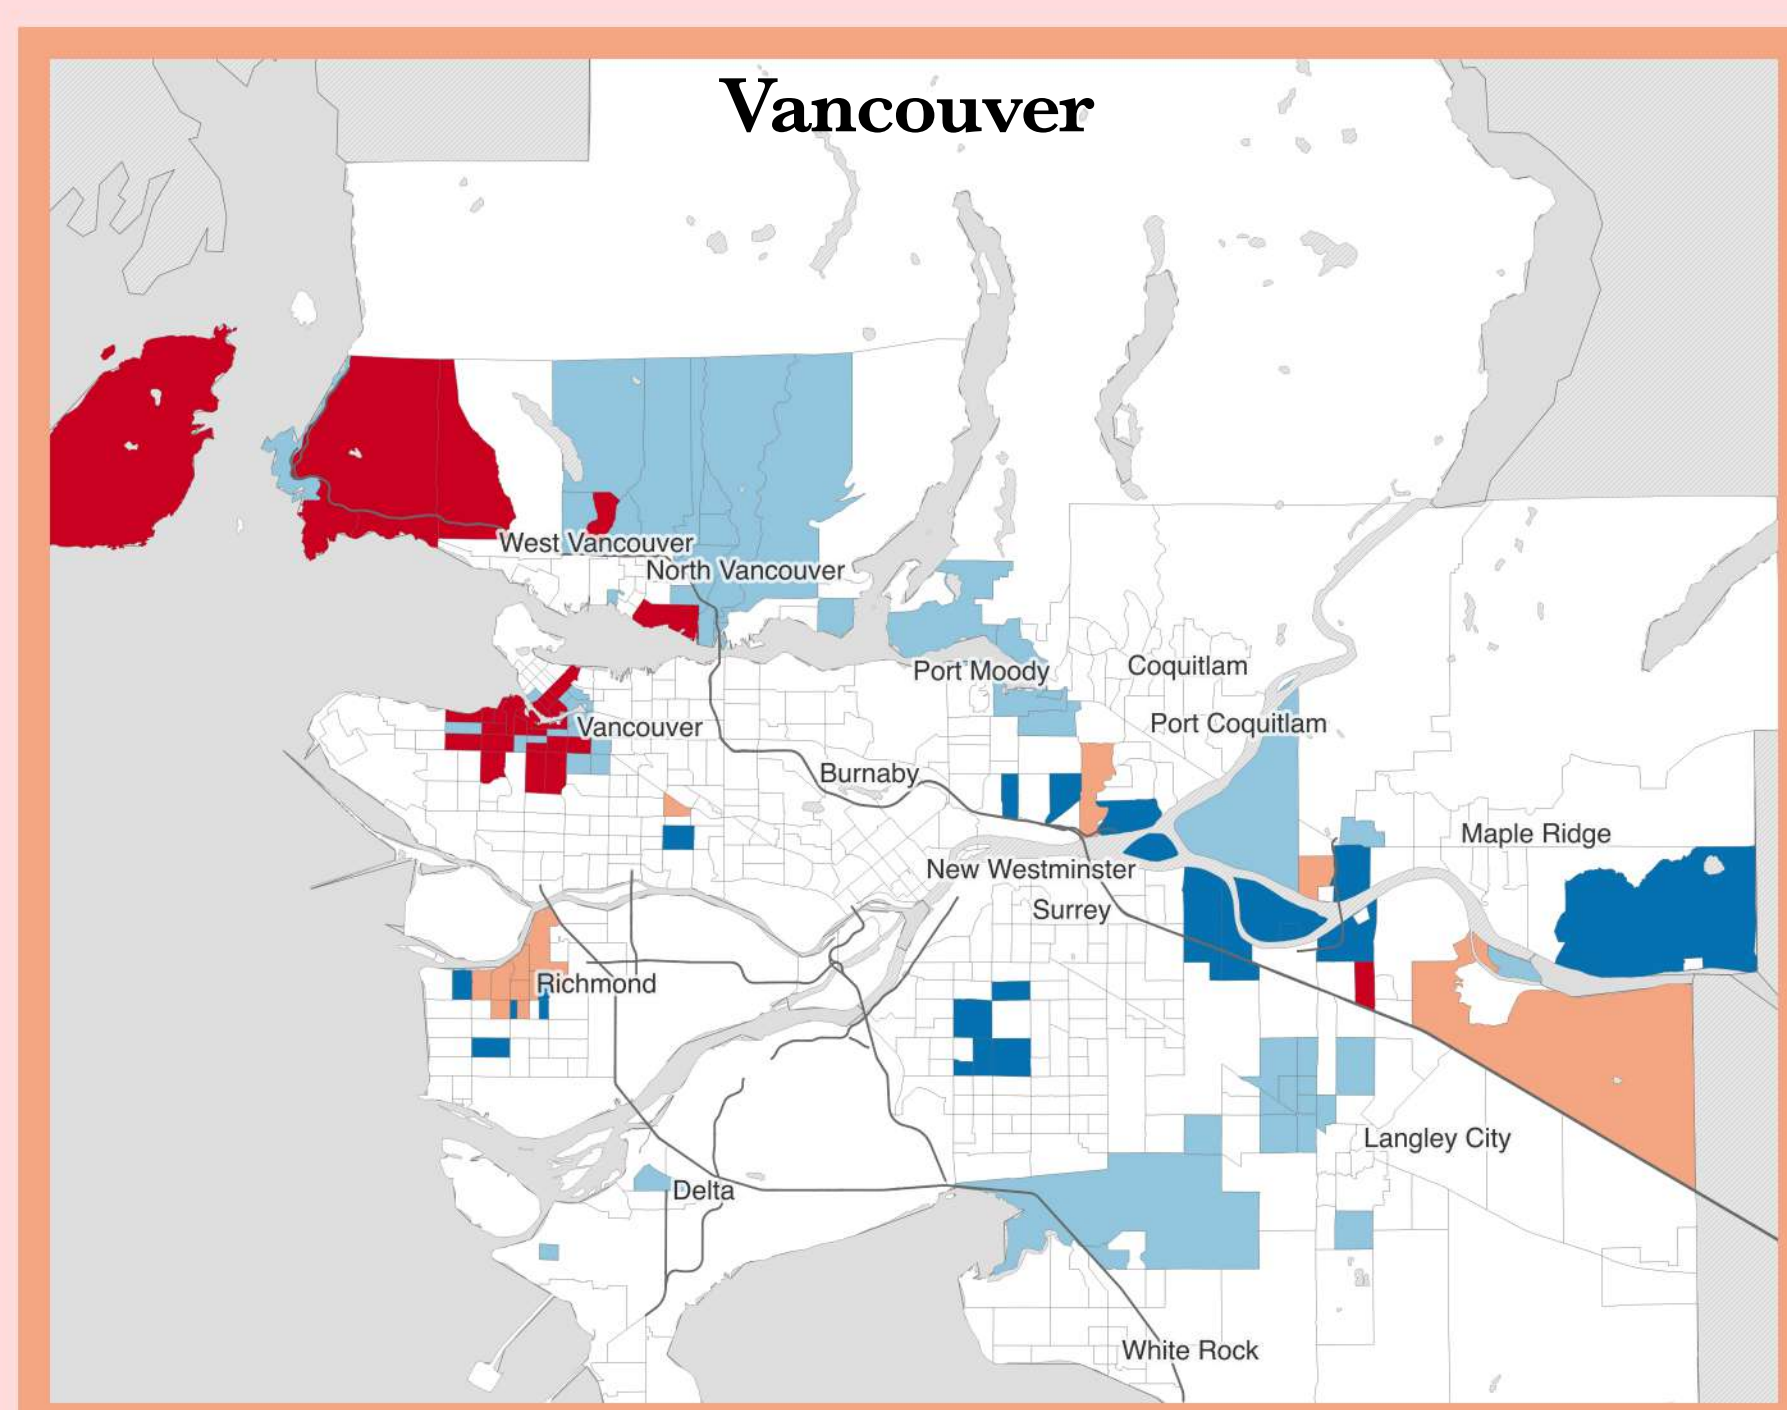 Vancouver
West Vancouver
North Vancouver
Port Moody
Coquitlam
Port Coquitlam
Vancouver
Burnaby
Maple Ridge
New Westminster
Surrey
Richmond
Langley City
Delta
White Rock